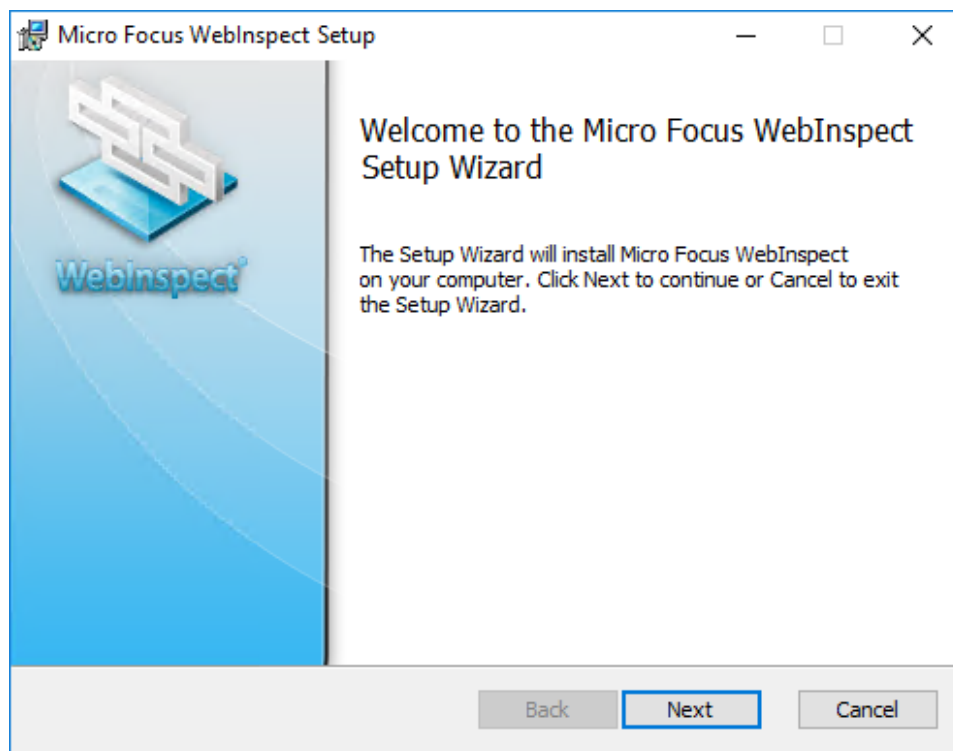 Micro Focus WebInspect Setup
WebInspect®
Welcome to the Micro Focus WebInspect
Setup Wizard
The Setup Wizard will install Micro Focus WebInspect
on your computer. Click Next to continue or Cancel to exit
the Setup Wizard.
Back
Next
Cancel